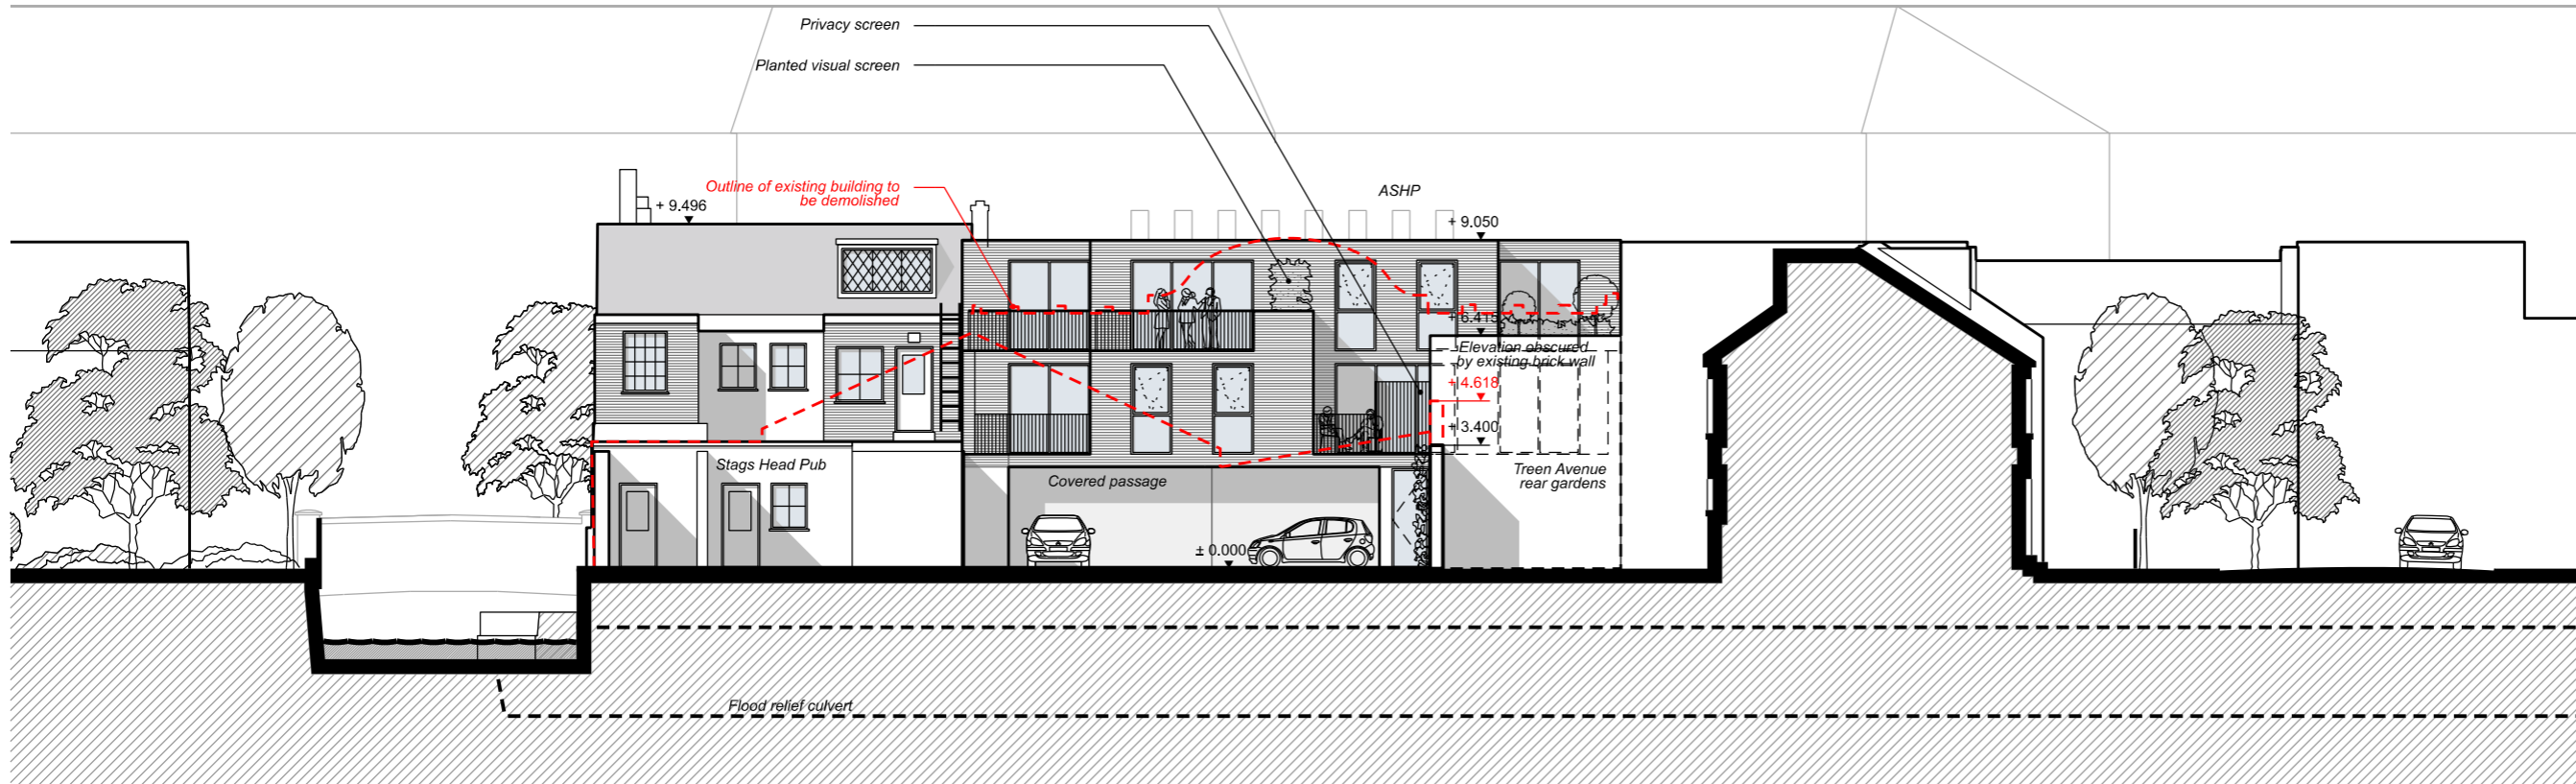 Privacy screen
Planted visual screen
Outline of existing building to
be demolished
ASHP
+ 9.496
+ 9.050
+ 6.415
Elevation obscured
by existing brick wall
+ 4.618
+ 3.400
Stags Head Pub
Treen Avenue
rear gardens
Covered passage
± 0.000
Flood relief culvert